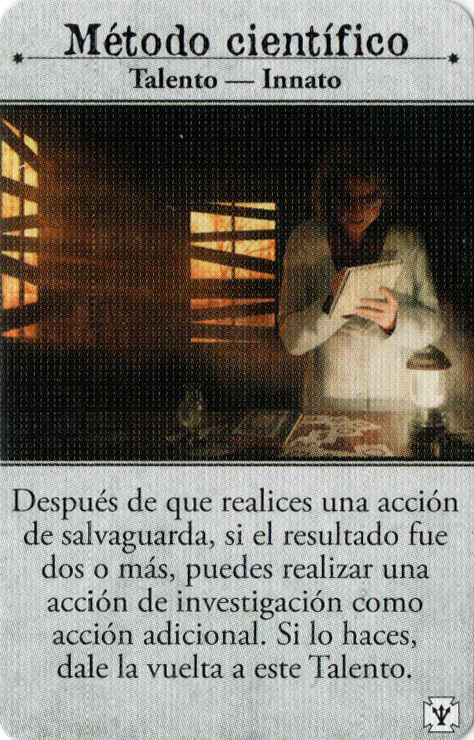 Método científico
Talento — Innato
Después de que realices una acción
de salvaguarda, si el resultado fue
dos o más, puedes realizar una
acción de investigación como
acción adicional. Si lo haces,
dale la vuelta a este Talento.